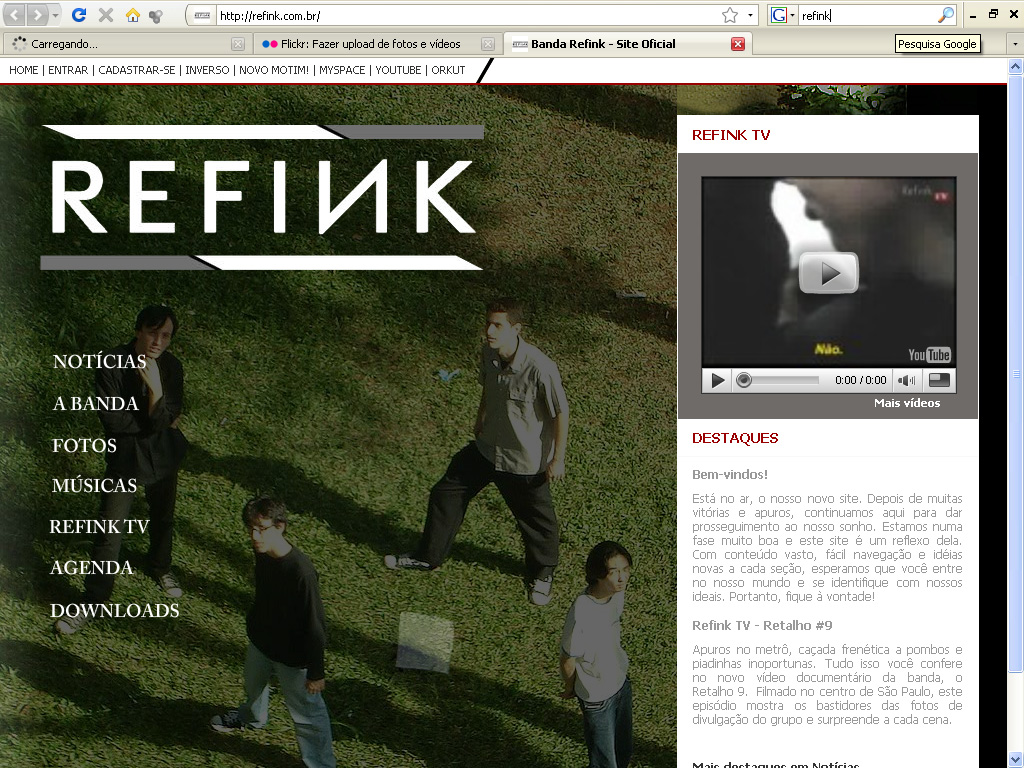 http://refink.com.br/
refink
Carregando...
Flickr: Fazer upload de fotos e vídeos
Banda Refink - Site Oficial
Pesquisa Google
HOME | ENTRAR | CADASTRAR-SE | INVERSO | NOVO MOTIM! | MYSPACE | YOUTUBE | ORKUT
REFINK
NOTÍCIAS
A BANDA
FOTOS
MÚSICAS
REFINK TV
AGENDA
DOWNLOADS
REFINK TV
Refink TV
Não.
YouTube
0:00 / 0:00
Mais vídeos
DESTAQUES
Bem-vindos!
Está no ar, o nosso novo site. Depois de muitas
vitórias e apuros, continuamos aqui para dar
prosseguimento ao nosso sonho. Estamos numa
fase muito boa e este site é um reflexo dela.
Com conteúdo vasto, fácil navegação e idéias
novas a cada seção, esperamos que você entre
no nosso mundo e se identifique com nossos
ideais. Portanto, fique à vontade!
Refink TV - Retalho #9
Apuros no metrô, caçada frenética a pombos e
piadinhas inoportunas. Tudo isso você confere
no novo vídeo documentário da banda, o
Retalho 9. Filmado no centro de São Paulo, este
episódio mostra os bastidores das fotos de
divulgação do grupo e surpreende a cada cena.
Mais destaques em Notícias